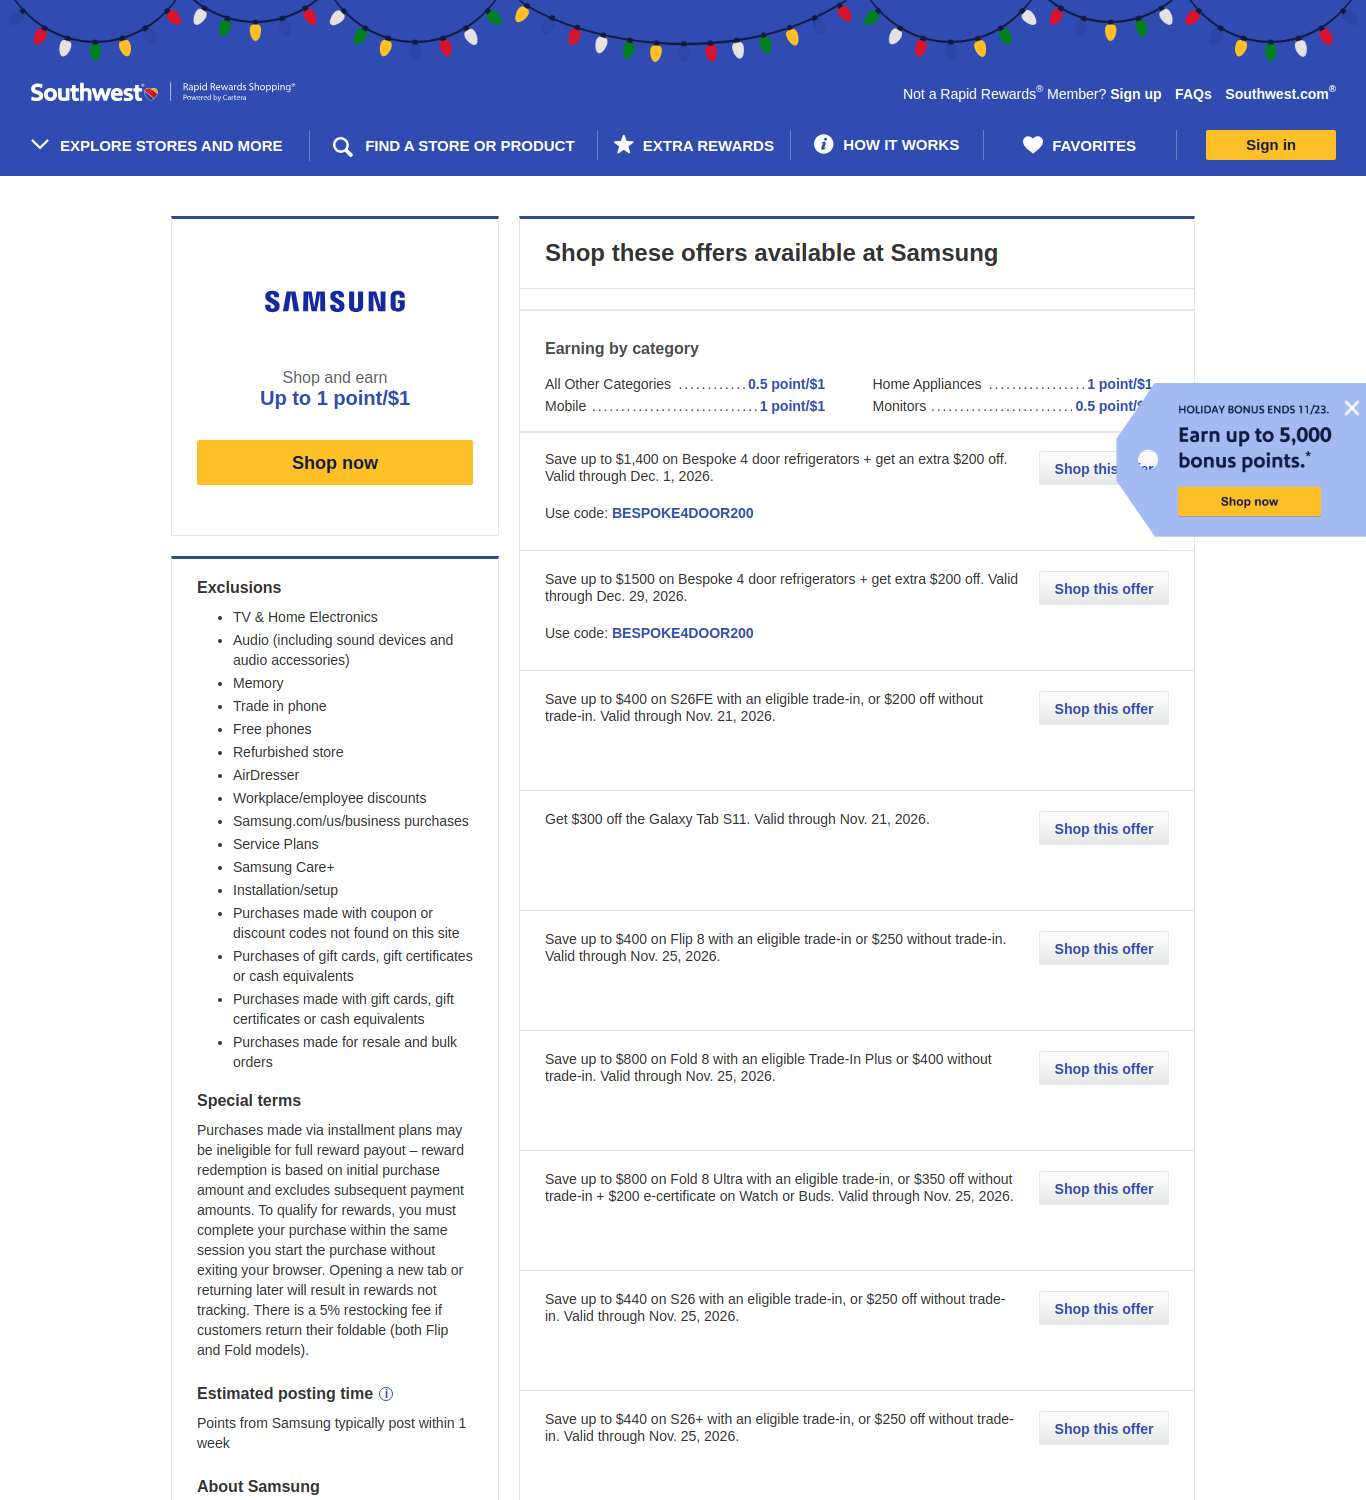 Southwest
Rapid Rewards Shopping®
Powered by Cartera
Not a Rapid Rewards® Member? Sign up FAQs Southwest.com®
EXPLORE STORES AND MORE
FIND A STORE OR PRODUCT
EXTRA REWARDS
HOW IT WORKS
FAVORITES
Sign in
SAMSUNG
Shop and earn
Up to 1 point/$1
Shop now
Exclusions
• TV & Home Electronics
• Audio (including sound devices and
audio accessories)
• Memory
• Trade in phone
• Free phones
• Refurbished store
• AirDresser
• Workplace/employee discounts
• Samsung.com/us/business purchases
• Service Plans
• Samsung Care+
• Installation/setup
• Purchases made with coupon or
discount codes not found on this site
• Purchases of gift cards, gift certificates
or cash equivalents
• Purchases made with gift cards, gift
certificates or cash equivalents
• Purchases made for resale and bulk
orders
Special terms
Purchases made via installment plans may
be ineligible for full reward payout – reward
redemption is based on initial purchase
amount and excludes subsequent payment
amounts. To qualify for rewards, you must
complete your purchase within the same
session you start the purchase without
exiting your browser. Opening a new tab or
returning later will result in rewards not
tracking. There is a 5% restocking fee if
customers return their foldable (both Flip
and Fold models).
Estimated posting time
Points from Samsung typically post within 1
week
About Samsung
Shop these offers available at Samsung
Earning by category
All Other Categories ............ 0.5 point/$1
Mobile ............................. 1 point/$1
Home Appliances ................. 1 point/$1
Monitors ......................... 0.5 point/
Save up to $1,400 on Bespoke 4 door refrigerators + get an extra $200 off.
Valid through Dec. 1, 2026.
Use code: BESPOKE4DOOR200
Shop this
Save up to $1500 on Bespoke 4 door refrigerators + get extra $200 off. Valid
through Dec. 29, 2026.
Use code: BESPOKE4DOOR200
Shop this offer
Save up to $400 on S26FE with an eligible trade-in, or $200 off without
trade-in. Valid through Nov. 21, 2026.
Shop this offer
Get $300 off the Galaxy Tab S11. Valid through Nov. 21, 2026.
Shop this offer
Save up to $400 on Flip 8 with an eligible trade-in or $250 without trade-in.
Valid through Nov. 25, 2026.
Shop this offer
Save up to $800 on Fold 8 with an eligible Trade-In Plus or $400 without
trade-in. Valid through Nov. 25, 2026.
Shop this offer
Save up to $800 on Fold 8 Ultra with an eligible trade-in, or $350 off without
trade-in + $200 e-certificate on Watch or Buds. Valid through Nov. 25, 2026.
Shop this offer
Save up to $440 on S26 with an eligible trade-in, or $250 off without trade-
in. Valid through Nov. 25, 2026.
Shop this offer
Save up to $440 on S26+ with an eligible trade-in, or $250 off without trade-
in. Valid through Nov. 25, 2026.
Shop this offer
HOLIDAY BONUS ENDS 11/23.
Earn up to 5,000
bonus points.*
Shop now